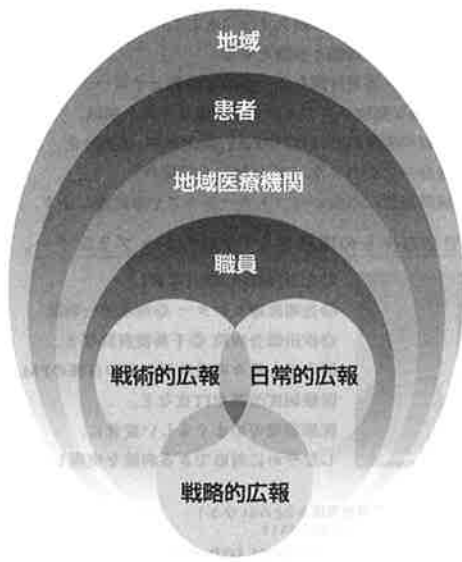 地域
患者
地域医療機関
職員
戦術的広報 日常的広報
戦略的広報